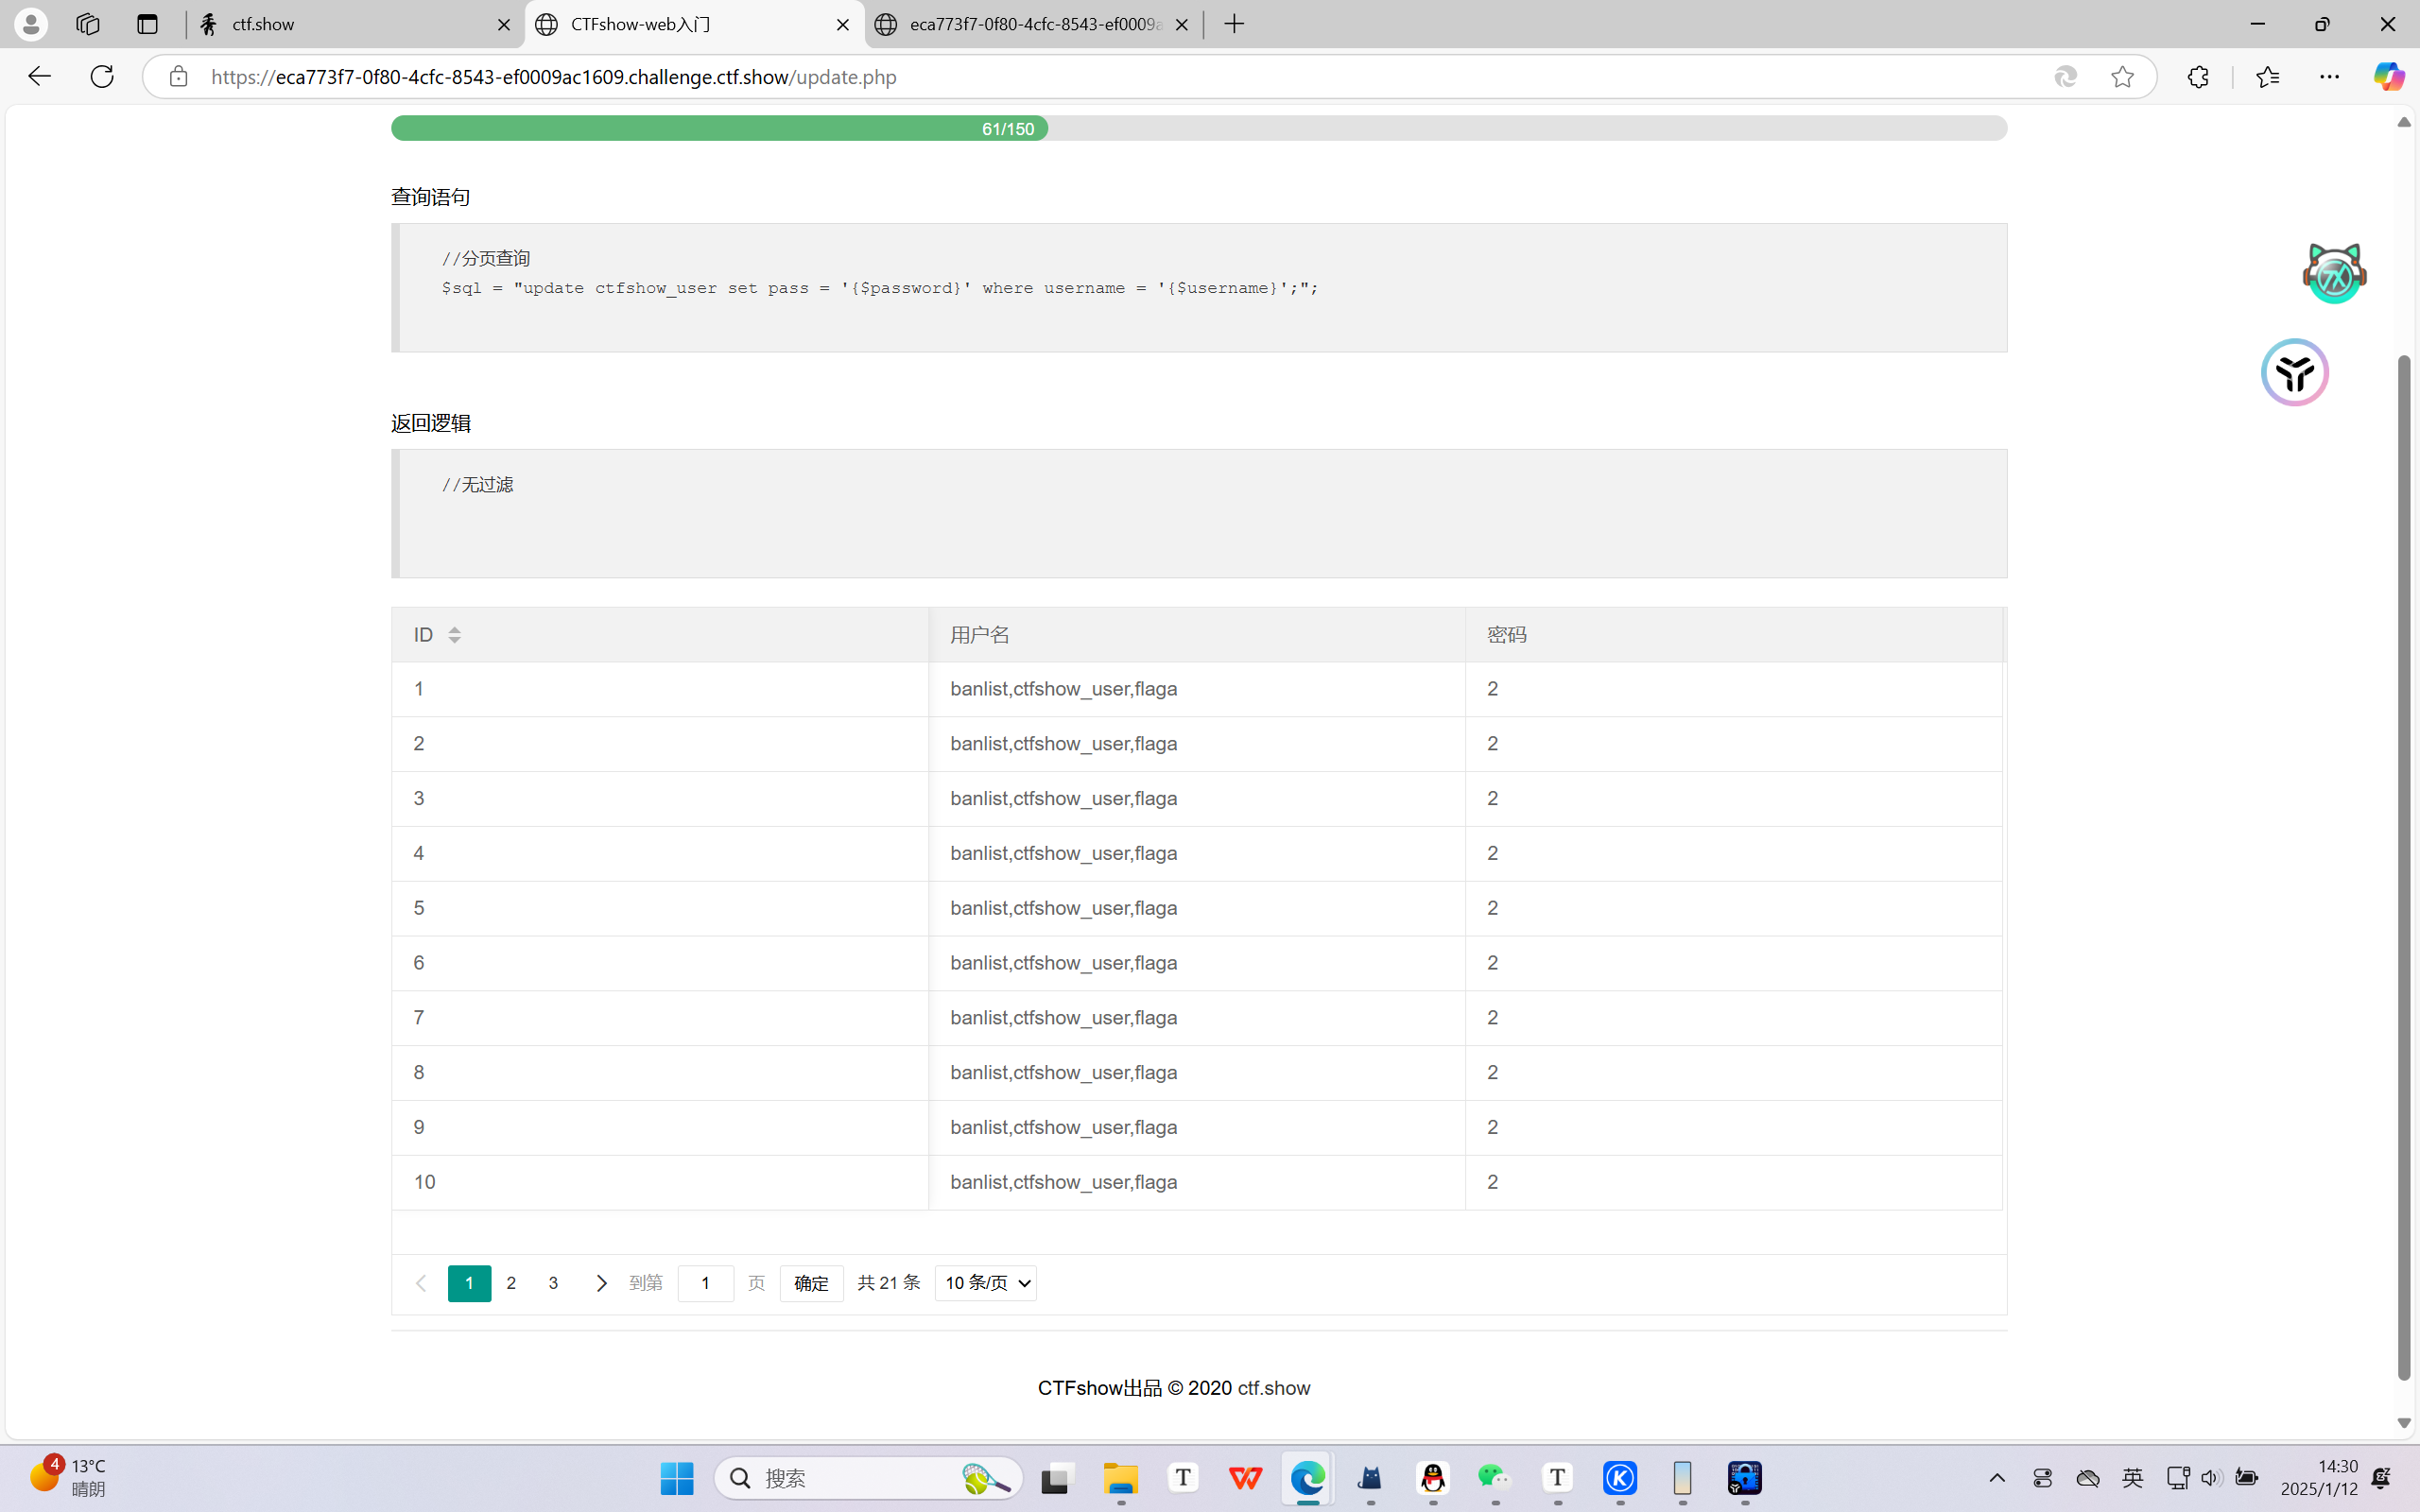 ctf.show
CTFshow-web入门
eca773f7-0f80-4cfc-8543-ef0009a
https://eca773f7-0f80-4cfc-8543-ef0009ac1609.challenge.ctf.show/update.php
61/150
查询语句
//分页查询
$sql = "update ctfshow_user set pass = '{$password}' where username = '{$username}';";
返回逻辑
//无过滤
ID 用户名 密码
1 banlist,ctfshow_user,flaga 2
2 banlist,ctfshow_user,flaga 2
3 banlist,ctfshow_user,flaga 2
4 banlist,ctfshow_user,flaga 2
5 banlist,ctfshow_user,flaga 2
6 banlist,ctfshow_user,flaga 2
7 banlist,ctfshow_user,flaga 2
8 banlist,ctfshow_user,flaga 2
9 banlist,ctfshow_user,flaga 2
10 banlist,ctfshow_user,flaga 2
1 2 3 到第 1 页 确定 共 21 条 10 条/页
CTFshow出品 © 2020 ctf.show
4
13°C
晴朗
搜索
英
14:30
2025/1/12